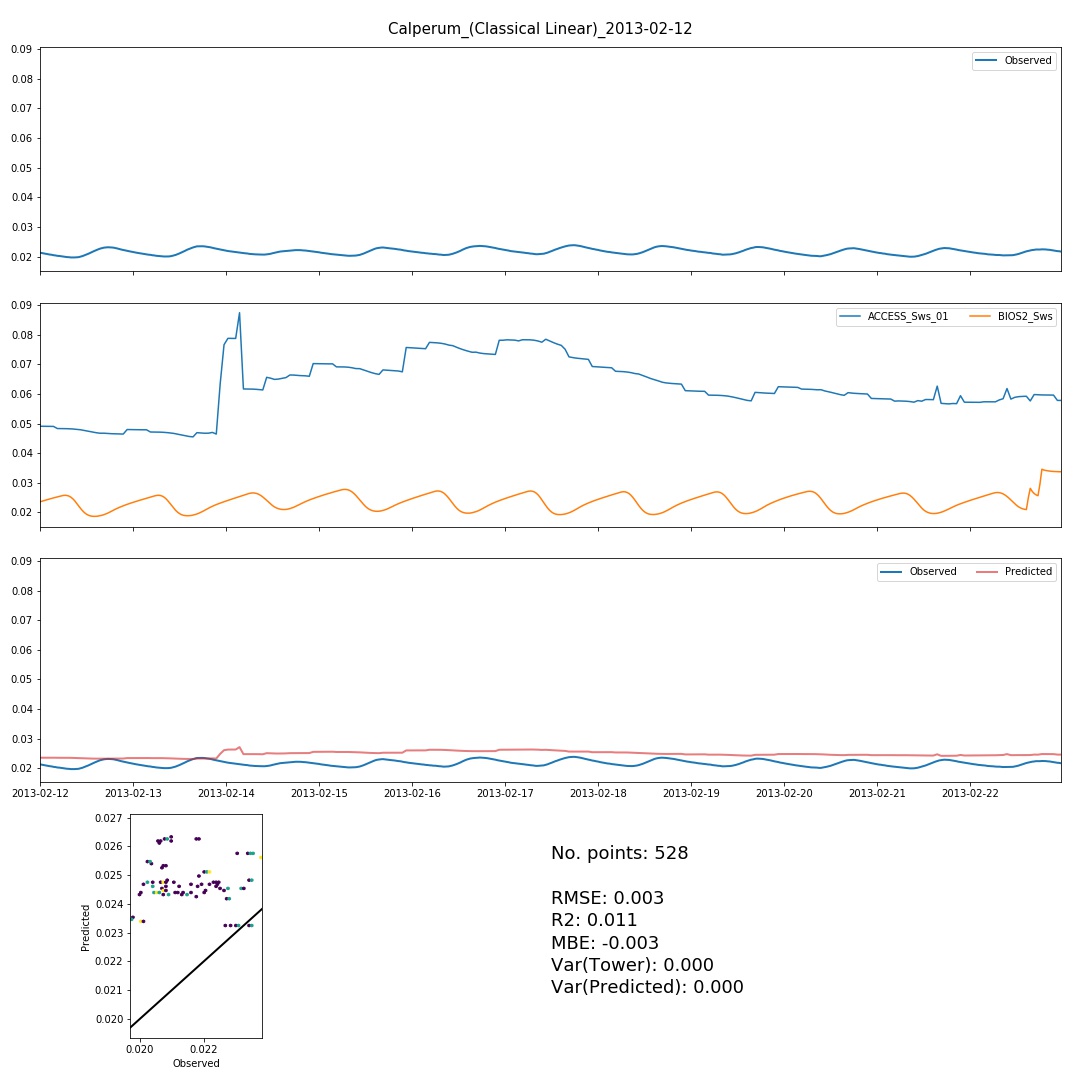 Calperum_(Classical Linear)_2013-02-12
0.09
0.08
0.07
0.06
0.05
0.04
0.03
0.02
Observed
0.09
0.08
0.07
0.06
0.05
0.04
0.03
0.02
ACCESS_Sws_01 BIOS2_Sws
0.09
0.08
0.07
0.06
0.05
0.04
0.03
0.02
Observed Predicted
2013-02-12 2013-02-13 2013-02-14 2013-02-15 2013-02-16 2013-02-17 2013-02-18 2013-02-19 2013-02-20 2013-02-21 2013-02-22
0.027
0.026
0.025
0.024
0.023
0.022
0.021
0.020
Predicted
0.020 0.022
Observed
No. points: 528
RMSE: 0.003
R2: 0.011
MBE: -0.003
Var(Tower): 0.000
Var(Predicted): 0.000